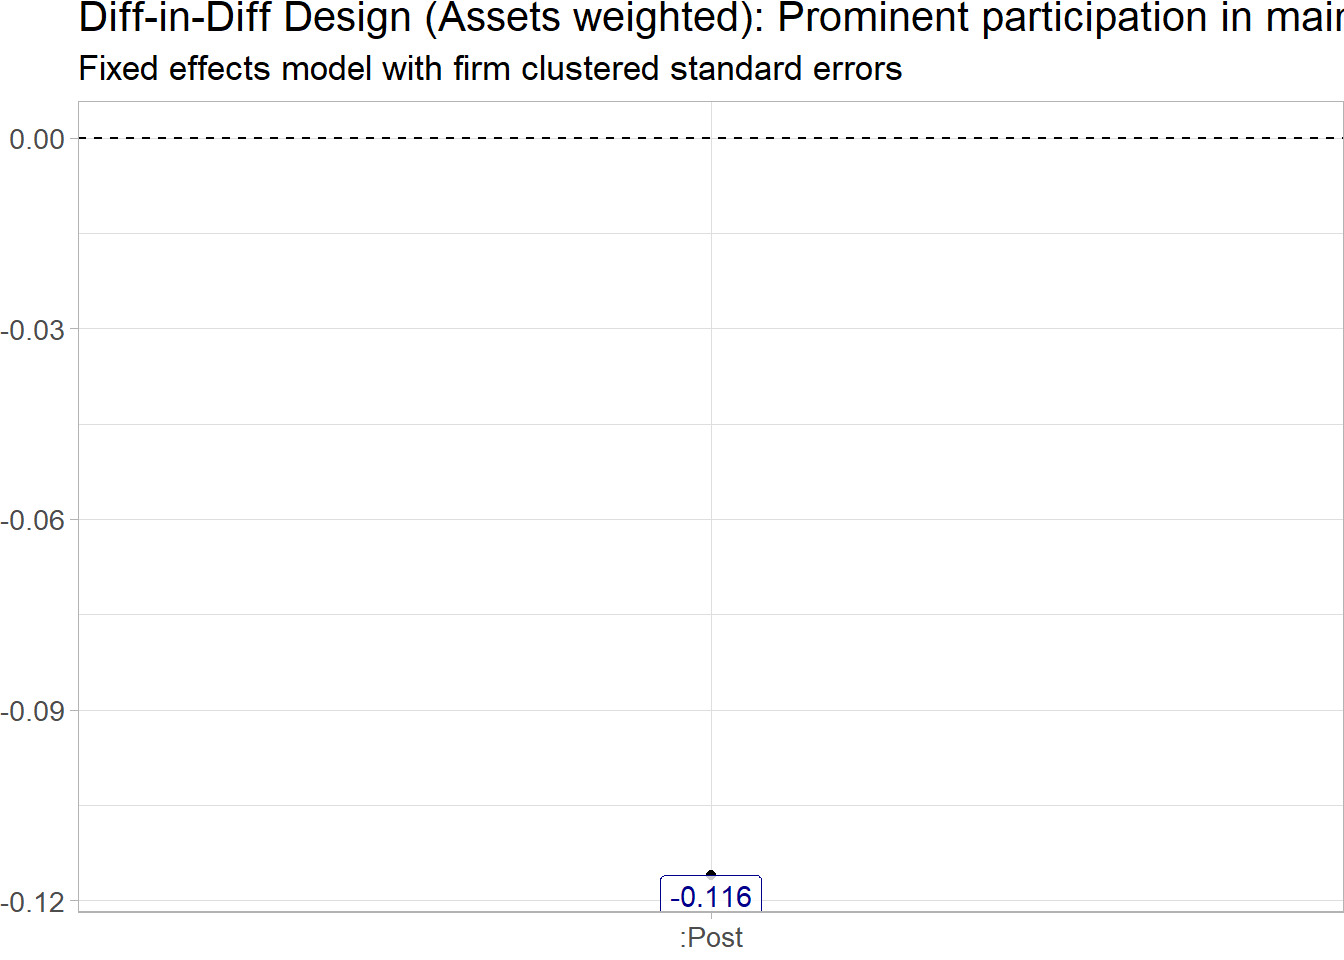 Diff-in-Diff Design (Assets weighted): Prominent participation in
Fixed effects model with firm clustered standard errors
0.00
-0.03
-0.06
-0.09
-0.12
-0.116
:Post